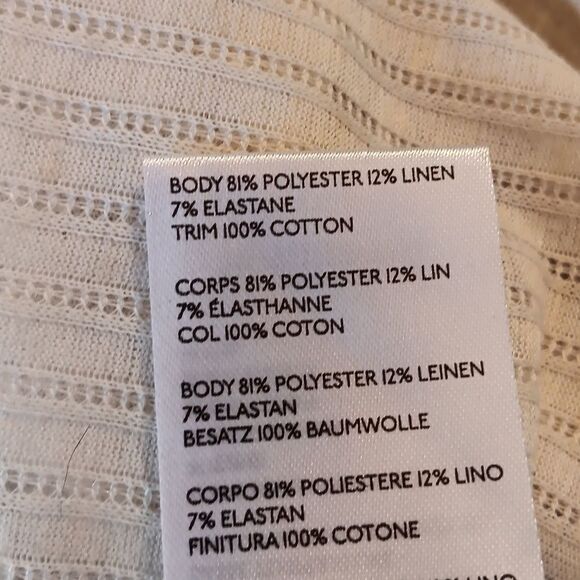 BODY 81% POLYESTER 12% LINEN
7% ELASTANE
TRIM 100% COTTON
CORPS 81% POLYESTER 12% LIN
7% ÉLASTHANNE
COL 100% COTON
BODY 81% POLYESTER 12% LEINEN
7% ELASTAN
BESATZ 100% BAUMWOLLE
CORPO 81% POLIESTERE 12% LINO
7% ELASTAN
FINITURA 100% COTONE
LINO